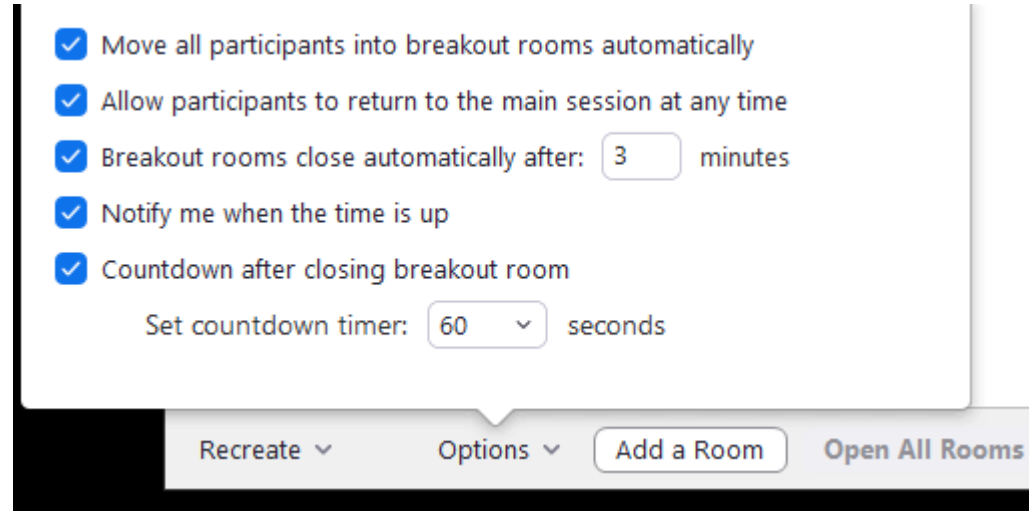 Move all participants into breakout rooms automatically
Allow participants to return to the main session at any time
Breakout rooms close automatically after: 3 minutes
Notify me when the time is up
Countdown after closing breakout room
Set countdown timer: 60 seconds
Recreate Options Add a Room Open All Rooms